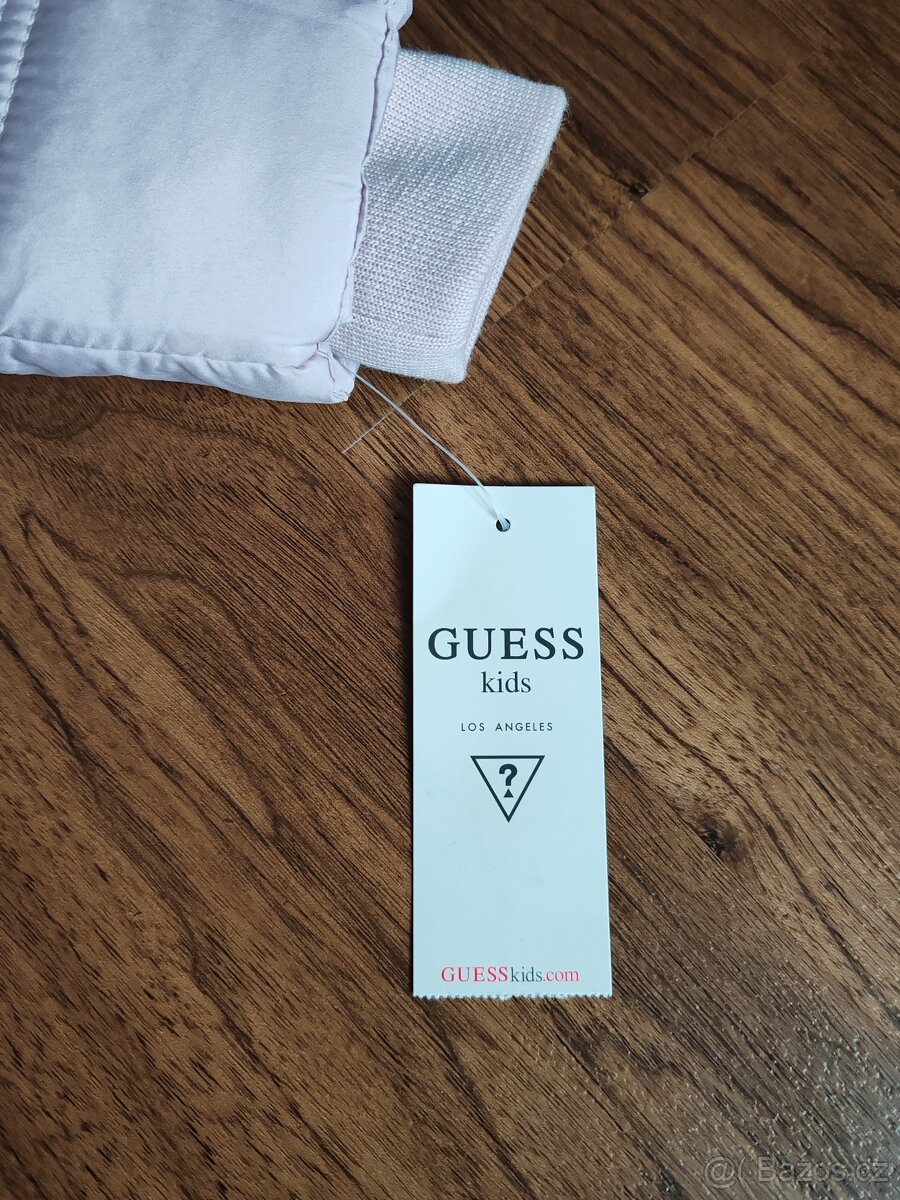 GUESS
kids
LOS ANGELES
?
GUESSkids.com
@ Bazos.cz